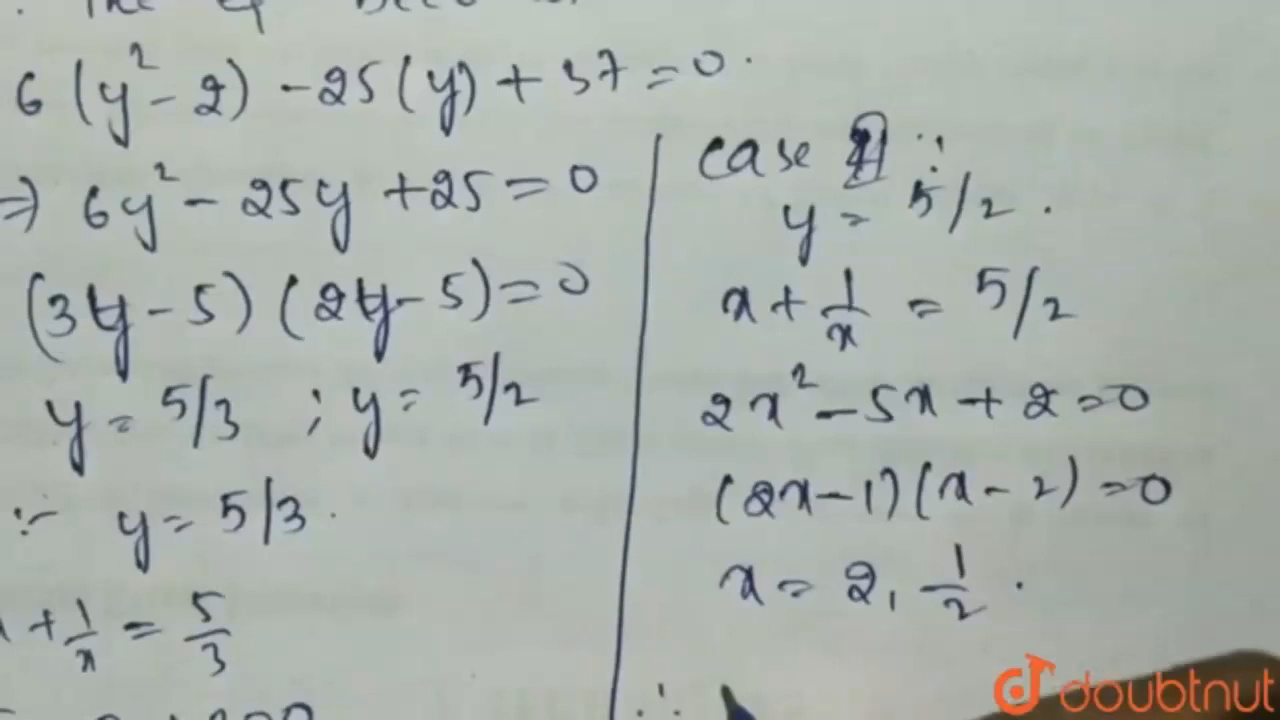 6(y² - 2) - 25(y) + 37 = 0.
⇒ 6y² - 25y + 25 = 0
(3y - 5)(2y - 5) = 0
y = 5/3 ; y = 5/2
:- y = 5/3.
+ 1/x = 5/3
case
y = 5/2.
x + 1/x = 5/2
2x² - 5x + 2 = 0
(2x - 1)(x - 2) = 0
x = 2, 1/2.
∴
doubtnut